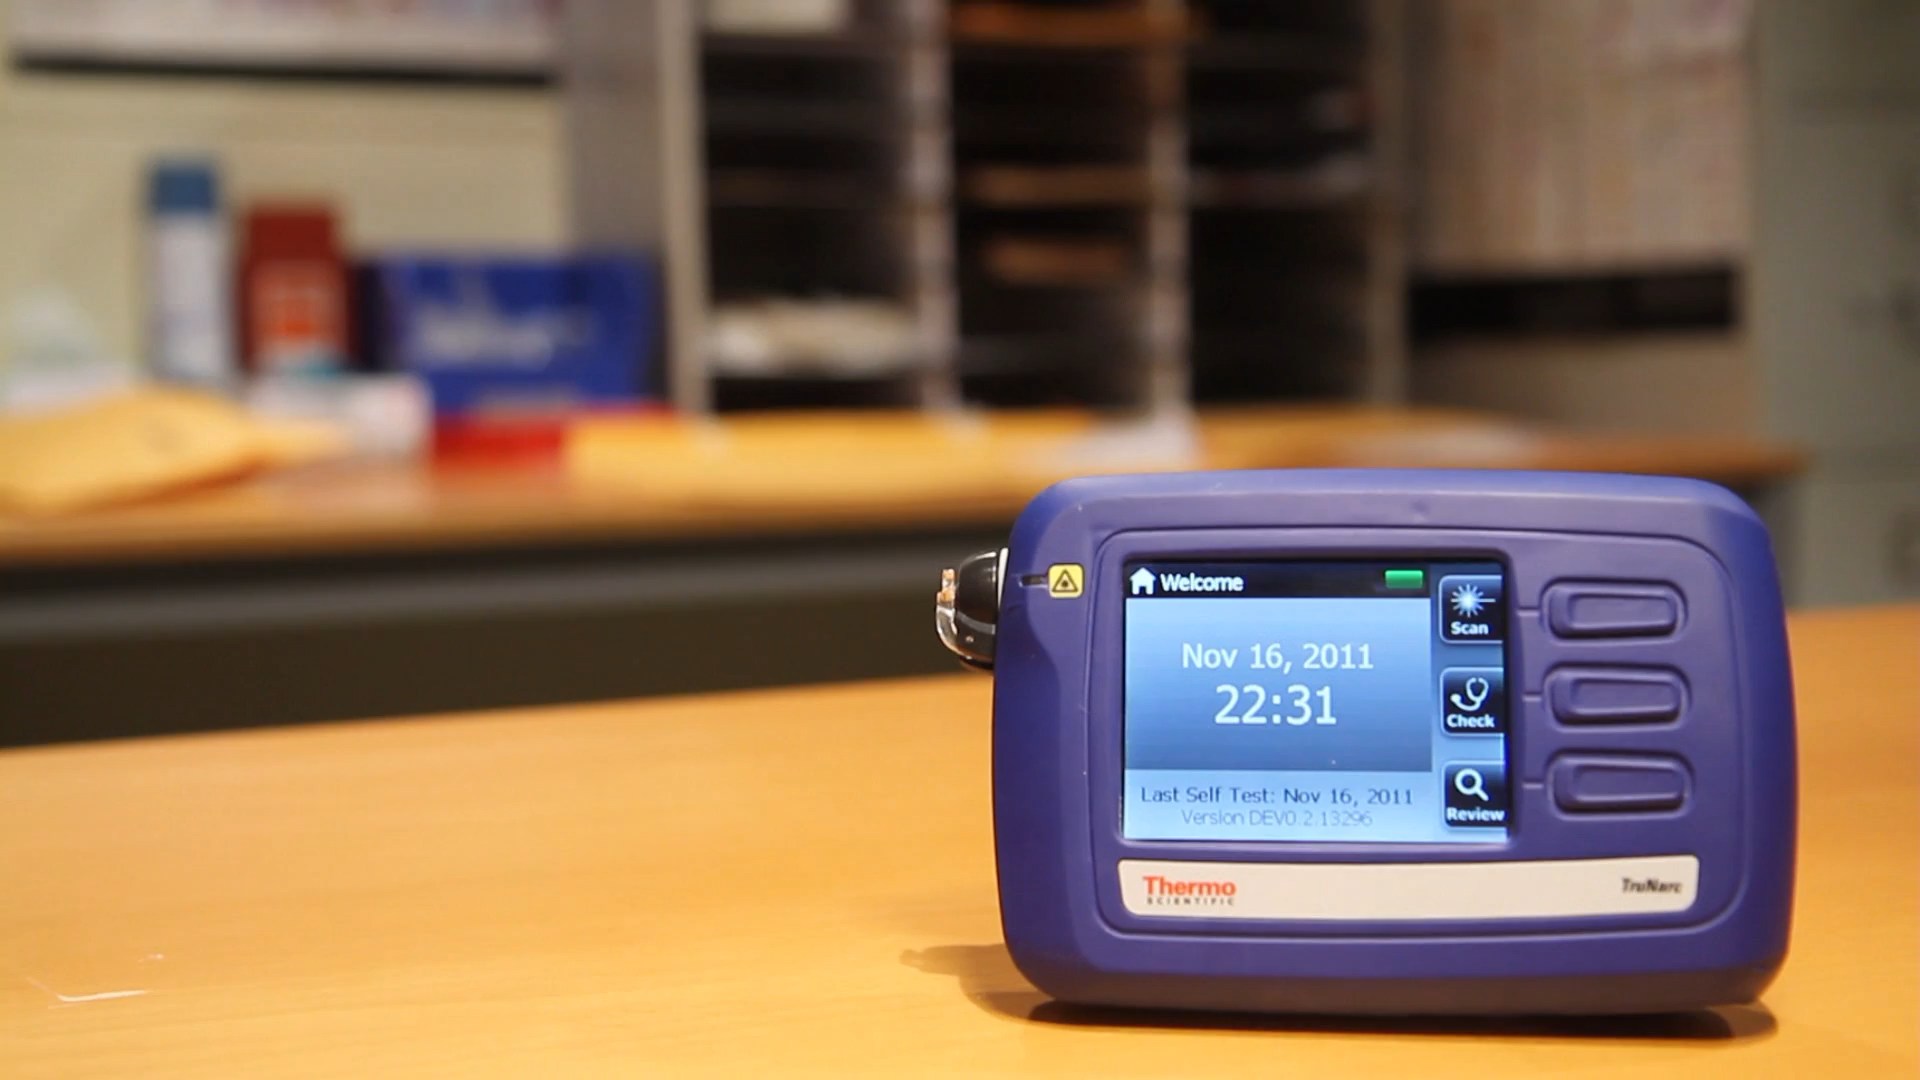 Welcome
Nov 16, 2011
22:31
Last Self Test: Nov 16, 2011
Version DEV0.2.13296
Scan
Check
Review
Thermo
SCIENTIFIC
TruNarc